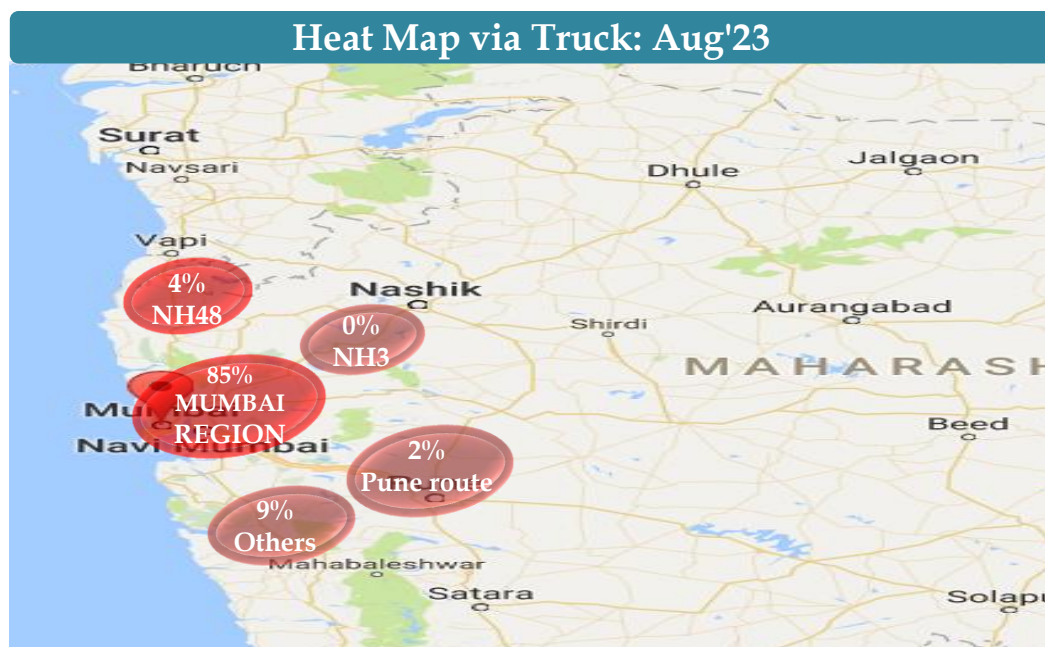 Heat Map via Truck: Aug'23
Bharuch
Surat
Navsari
Dhule
Jalgaon
Vapi
4%
NH48
Nashik
0%
NH3
Shirdi
Aurangabad
MAHARASH
85%
MUMBAI
REGION
Mumbai
Navi Mumbai
Beed
2%
Pune route
9%
Others
Mahabaleshwar
Satara
Solapu